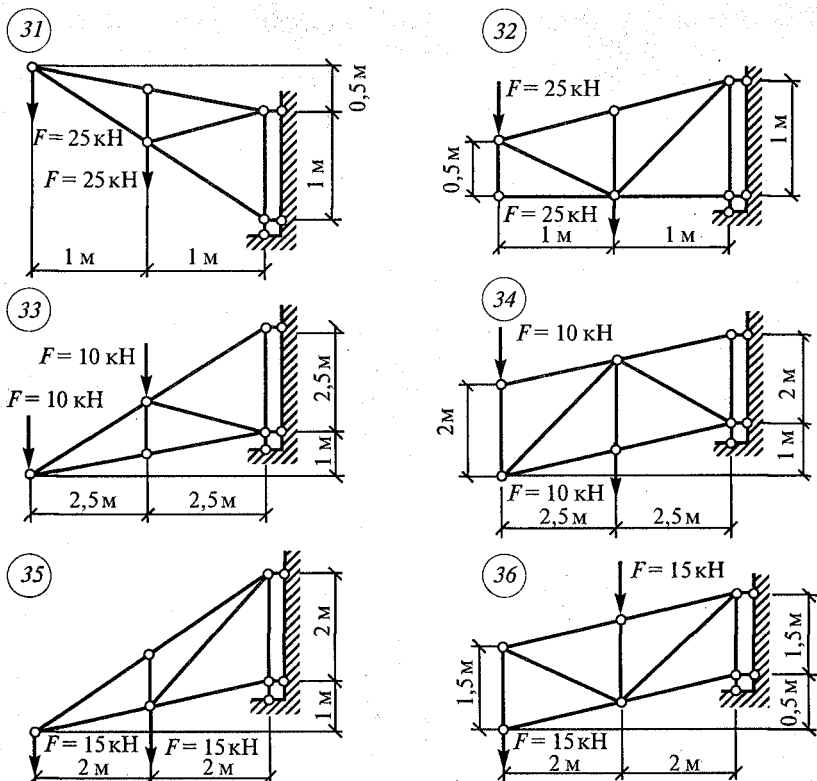 31
0,5 м
F = 25 кН
F = 25 кН
1 м
1 м
1 м
32
F = 25 кН
0,5 м
1 м
F = 25 кН
1 м
1 м
33
F = 10 кН
F = 10 кН
2,5 м
1 м
2,5 м
2,5 м
34
F = 10 кН
2 м
2 м
1 м
F = 10 кН
2,5 м
2,5 м
35
2 м
1 м
F = 15 кН
F = 15 кН
2 м
2 м
36
F = 15 кН
1,5 м
1,5 м
0,5 м
F = 15 кН
2 м
2 м